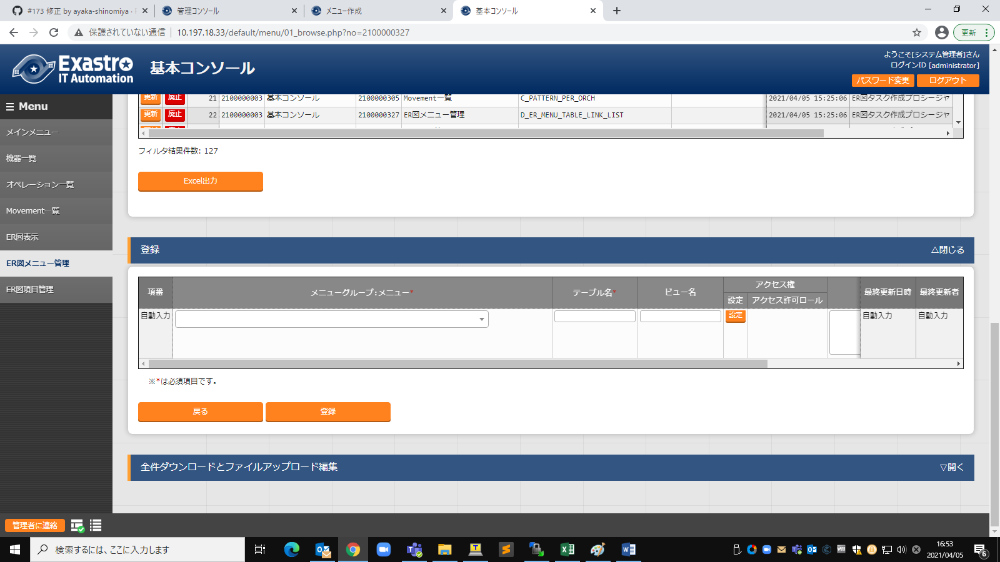 #173 修正 by ayaka-shinomiya ·
管理コンソール
メニュー作成
基本コンソール
保護されていない通信
10.197.18.33/default/menu/01_browse.php?no=2100000327
更新
Exastro
IT Automation
基本コンソール
ようこそ[システム管理者]さん
ログインID [administrator]
パスワード変更
ログアウト
Menu
メインメニュー
機器一覧
オペレーション一覧
Movement一覧
ER図表示
ER図メニュー管理
ER図項目管理
更新 廃止 21 2100000003 基本コンソール 2100000305 Movement一覧 C_PATTERN_PER_ORCH 2021/04/05 15:25:06 ER図タスク作成プロシージャ
更新 廃止 22 2100000003 基本コンソール 2100000327 ER図メニュー管理 D_ER_MENU_TABLE_LINK_LIST 2021/04/05 15:25:06 ER図タスク作成プロシージャ
フィルタ結果件数: 127
Excel出力
登録
△閉じる
項番 メニューグループ:メニュー* テーブル名* ビュー名 アクセス権 最終更新日時 最終更新者
設定 アクセス許可ロール
自動入力 設定 自動入力 自動入力
※*は必須項目です。
戻る
登録
全件ダウンロードとファイルアップロード編集
▽開く
管理者に連絡
検索するには、ここに入力します
16:53
2021/04/05
6